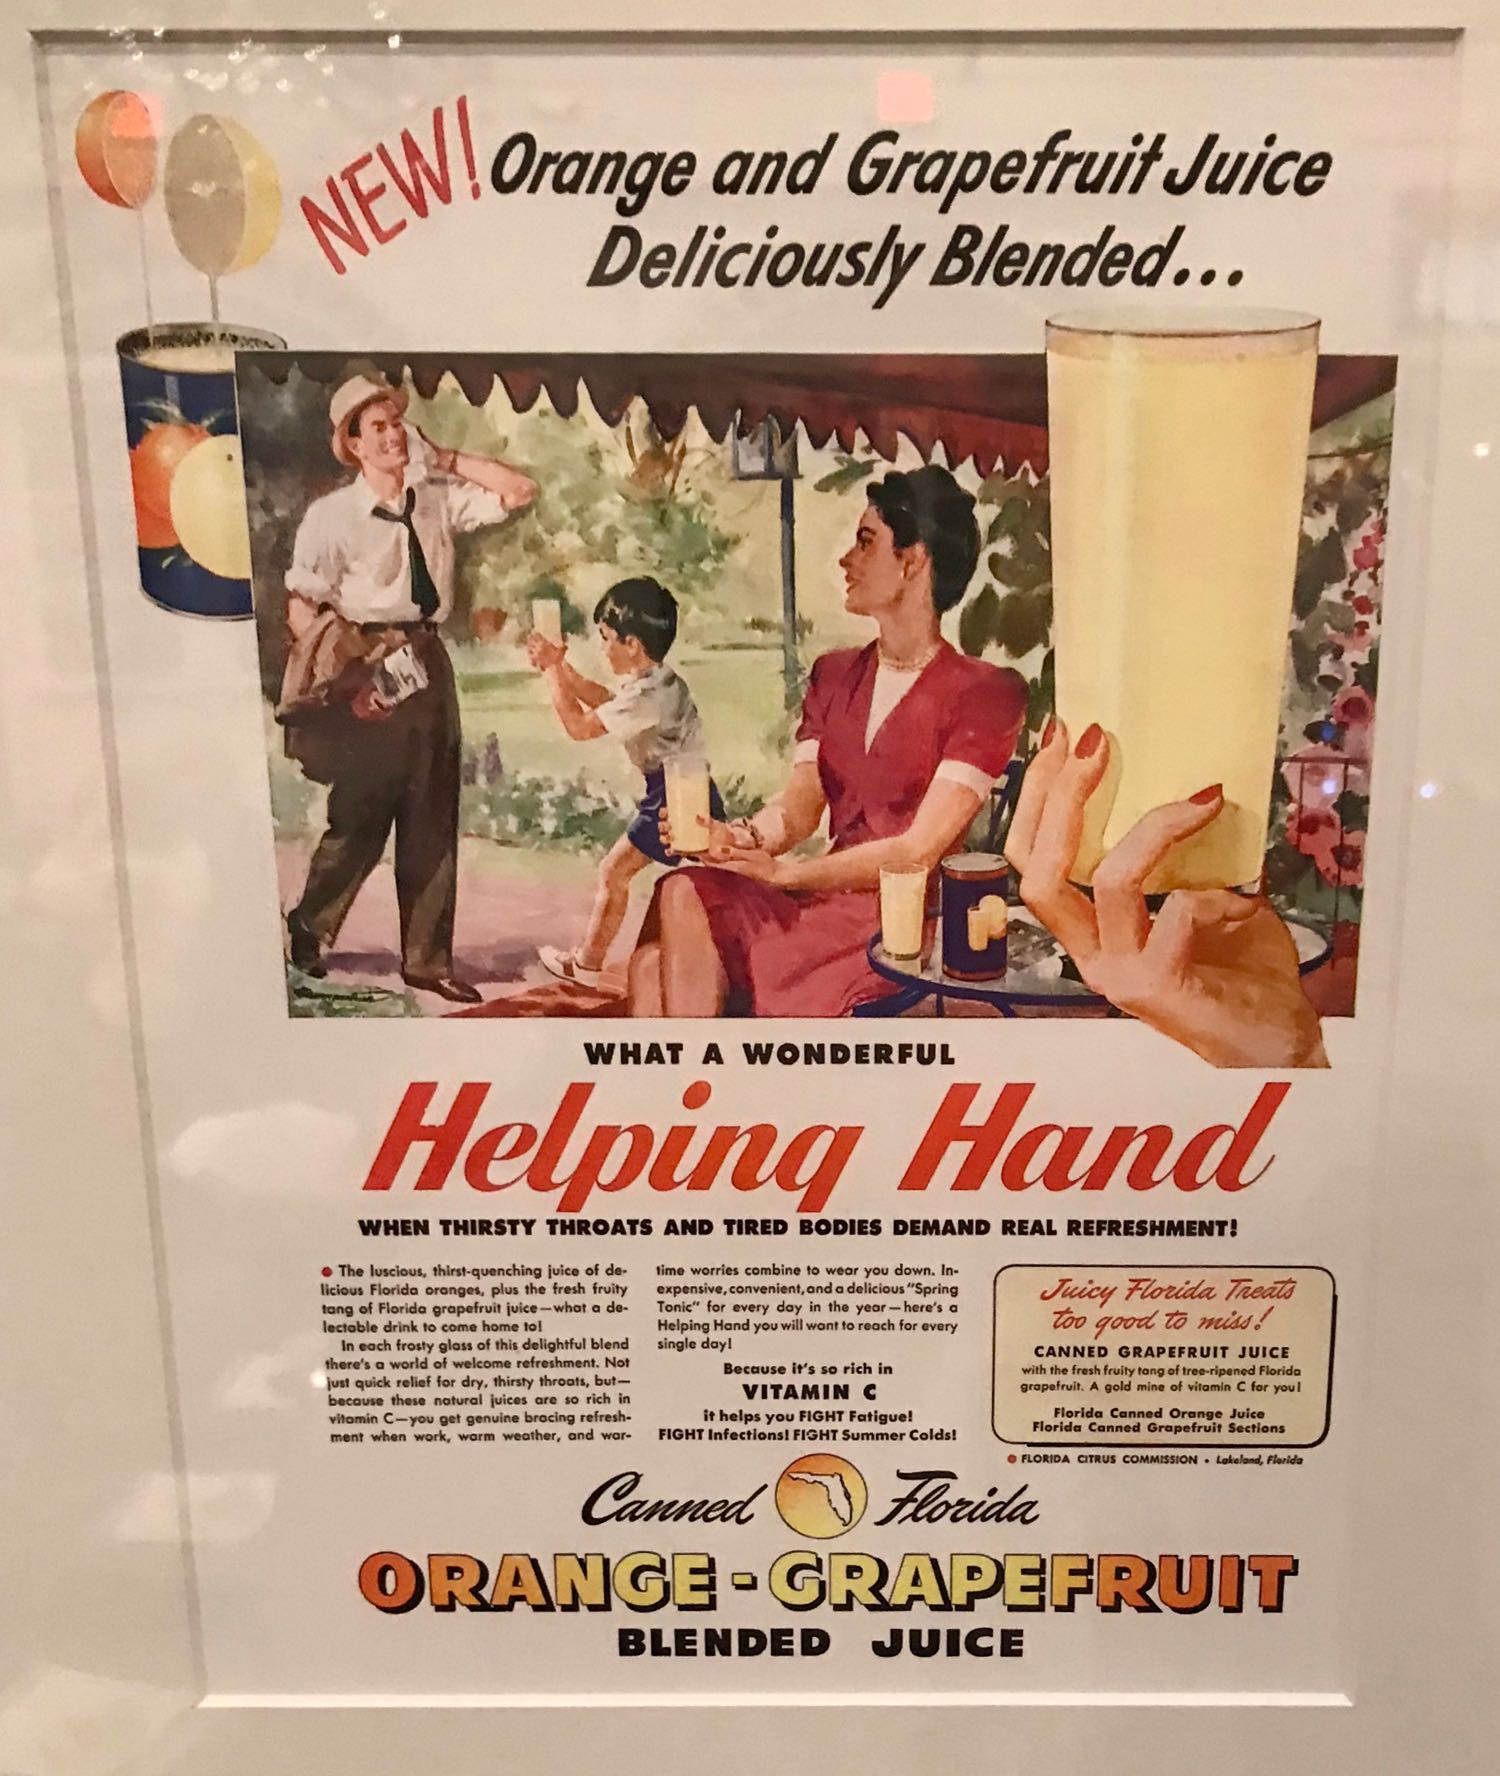 NEW! Orange and Grapefruit Juice
Deliciously Blended...
WHAT A WONDERFUL
Helping Hand
WHEN THIRSTY THROATS AND TIRED BODIES DEMAND REAL REFRESHMENT!
• The luscious, thirst-quenching juice of de-
licious Florida oranges, plus the fresh fruity
tang of Florida grapefruit juice—what a de-
lectable drink to come home to!
In each frosty glass of this delightful blend
there's a world of welcome refreshment. Not
just quick relief for dry, thirsty throats, but—
because these natural juices are so rich in
vitamin C—you get genuine bracing refresh-
ment when work, warm weather, and war-
time worries combine to wear you down. In-
expensive, convenient, and a delicious "Spring
Tonic" for every day in the year—here's a
Helping Hand you will want to reach for every
single day!
Because it's so rich in
VITAMIN C
it helps you FIGHT Fatigue!
FIGHT Infections! FIGHT Summer Colds!
Juicy Florida Treats
too good to miss!
CANNED GRAPEFRUIT JUICE
with the fresh fruity tang of tree-ripened Florida
grapefruit. A gold mine of vitamin C for you!
Florida Canned Orange Juice
Florida Canned Grapefruit Sections
• FLORIDA CITRUS COMMISSION • Lakeland, Florida
Canned Florida
ORANGE-GRAPEFRUIT
BLENDED JUICE